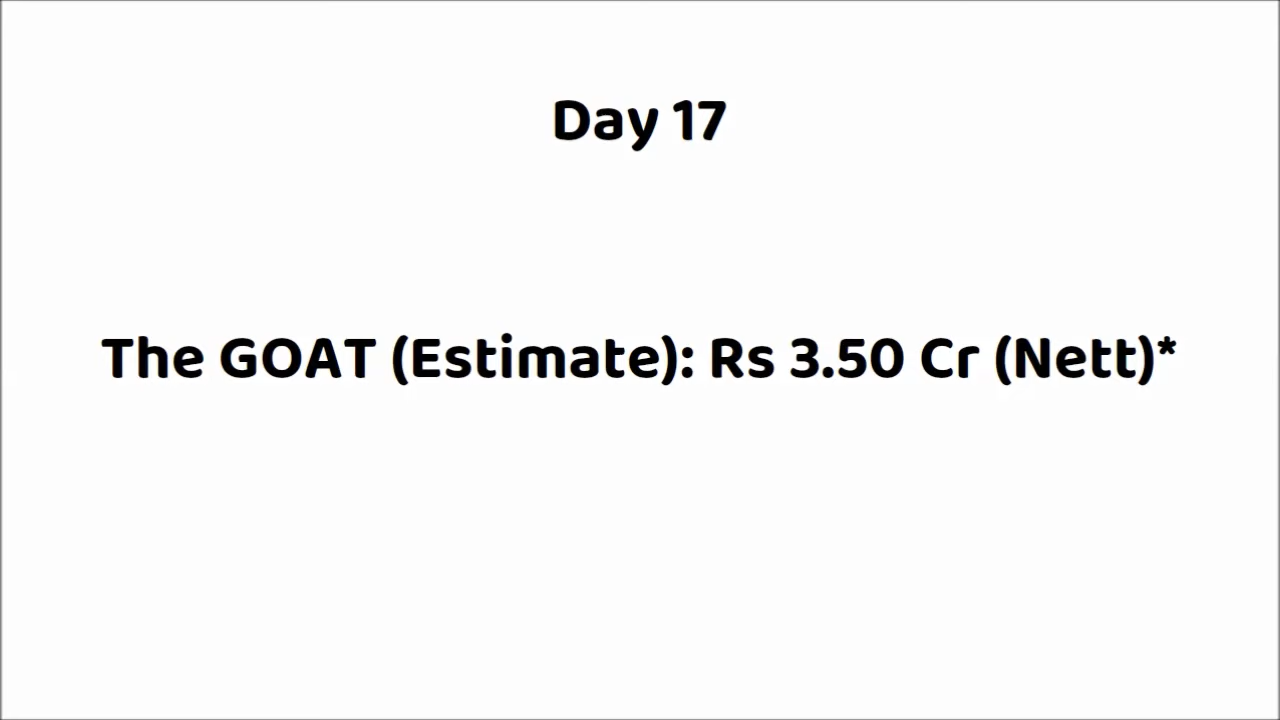 Day 17
The GOAT (Estimate): Rs 3.50 Cr (Nett)*